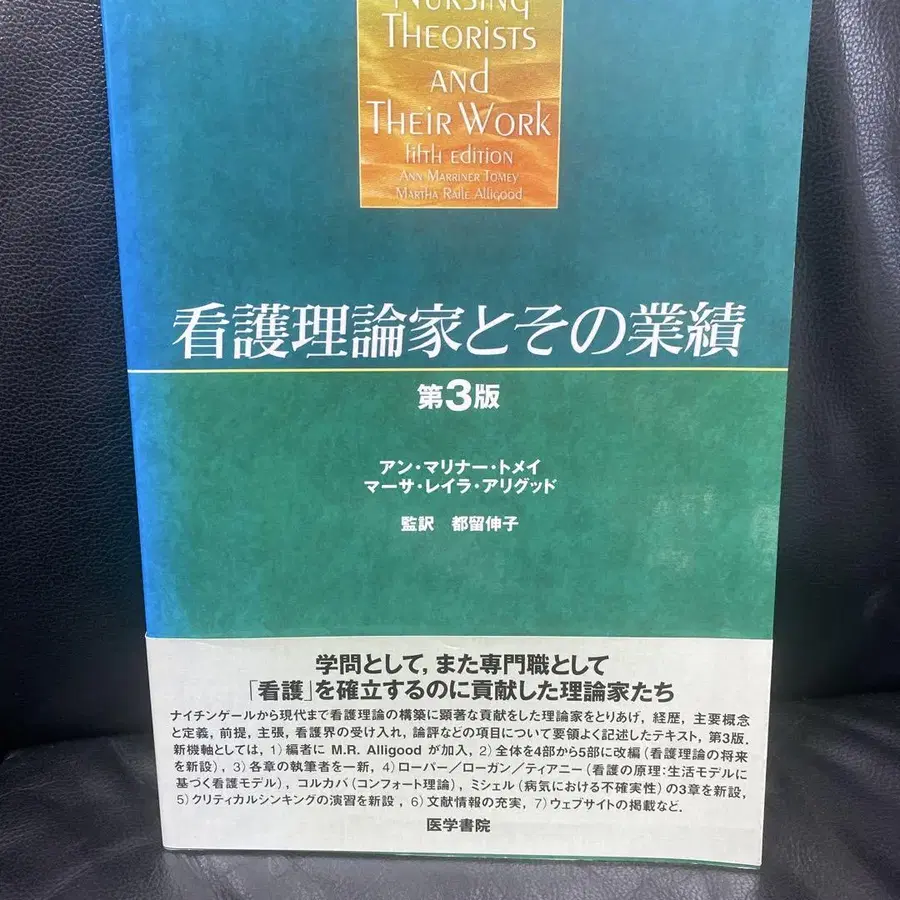 NURSING
THEORISTS
AND
THEIR WORK
FIFTH EDITION
ANN MARRINER TOMEY
MARTHA RAILE ALLIGOOD
看護理論家とその業績
第3版
アン・マリナー・トメイ
マーサ・レイラ・アリグッド
監訳 都留伸子
学問として,また専門職として
「看護」を確立するのに貢献した理論家たち
ナイチンゲールから現代まで看護理論の構築に顕著な貢献をした理論家をとりあげ,経歴,主要概念
と定義,前提,主張,看護界の受け入れ,論評などの項目について要領よく記述したテキスト,第3版.
新機軸としては,1)編者に M.R. Alligood が加入,2)全体を4部から5部に改編(看護理論の将来
を新設),3)各章の執筆者を一新,4)ローパー/ローガン/ティアニー(看護の原理:生活モデルに
基づく看護モデル),コルカバ(コンフォート理論),ミシェル(病気における不確実性)の3章を新設,
5)クリティカルシンキングの演習を新設,6)文献情報の充実,7)ウェブサイトの掲載など.
医学書院